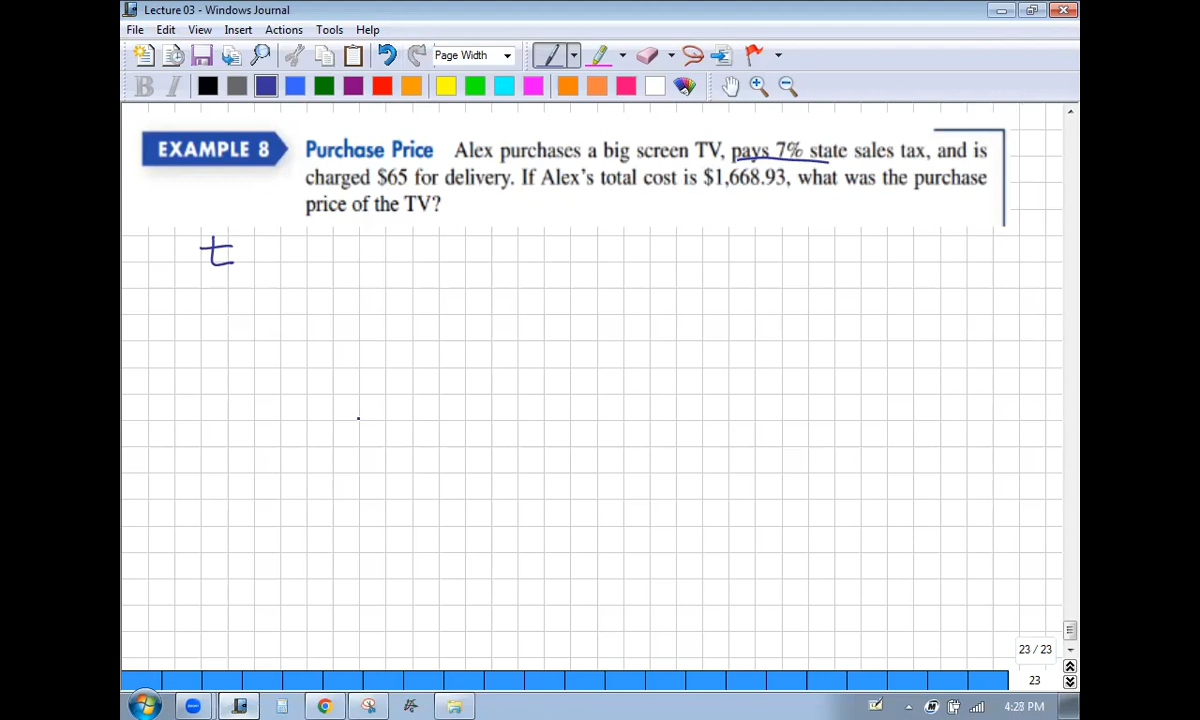 Lecture 03 - Windows Journal
File Edit View Insert Actions Tools Help
Page Width
B I
EXAMPLE 8 Purchase Price Alex purchases a big screen TV, pays 7% state sales tax, and is
charged $65 for delivery. If Alex's total cost is $1,668.93, what was the purchase
price of the TV?
t
23 / 23
23
4:28 PM